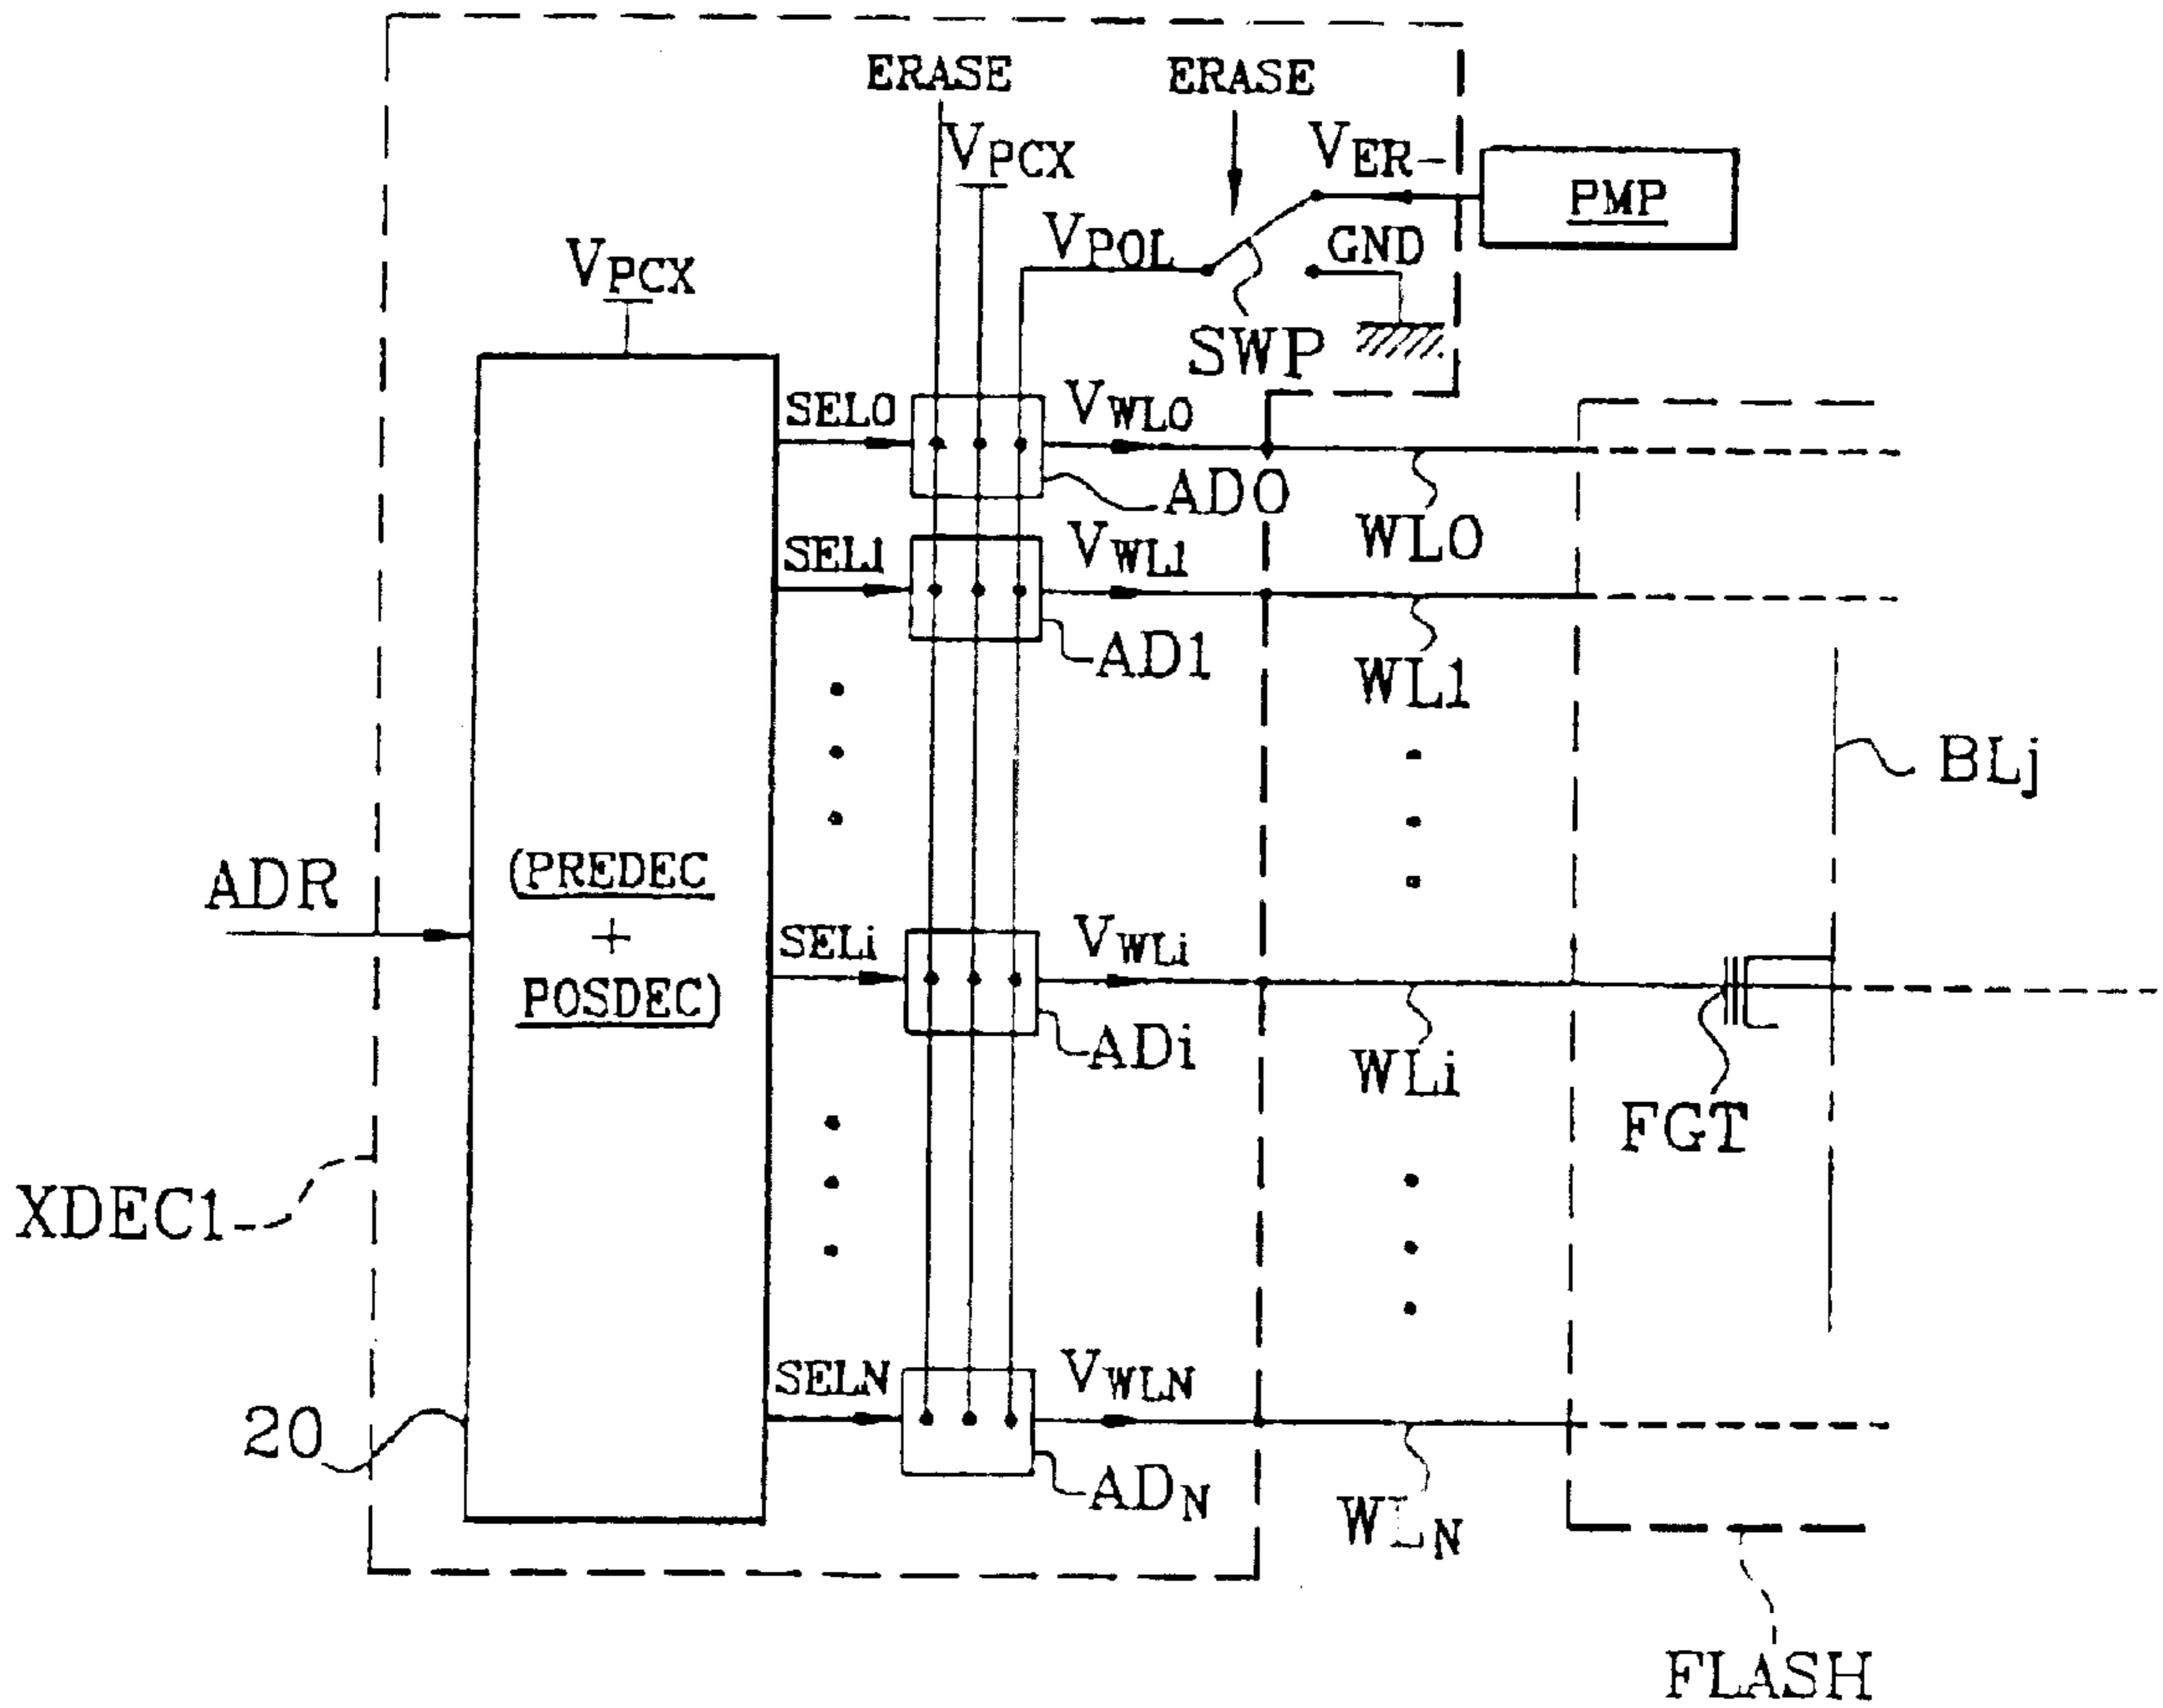 ERASE
ERASE
VPCX
VER-
PMP
VPOL
GND
VPCX
SWP
SEL0
VWL0
AD0
WL0
SEL1
VWL1
AD1
WL1
BLj
ADR
(PREDEC
+
POSDEC)
SELi
VWLi
ADi
WLi
FGT
XDEC1
SELN
VWLN
20
ADN
WLN
FLASH